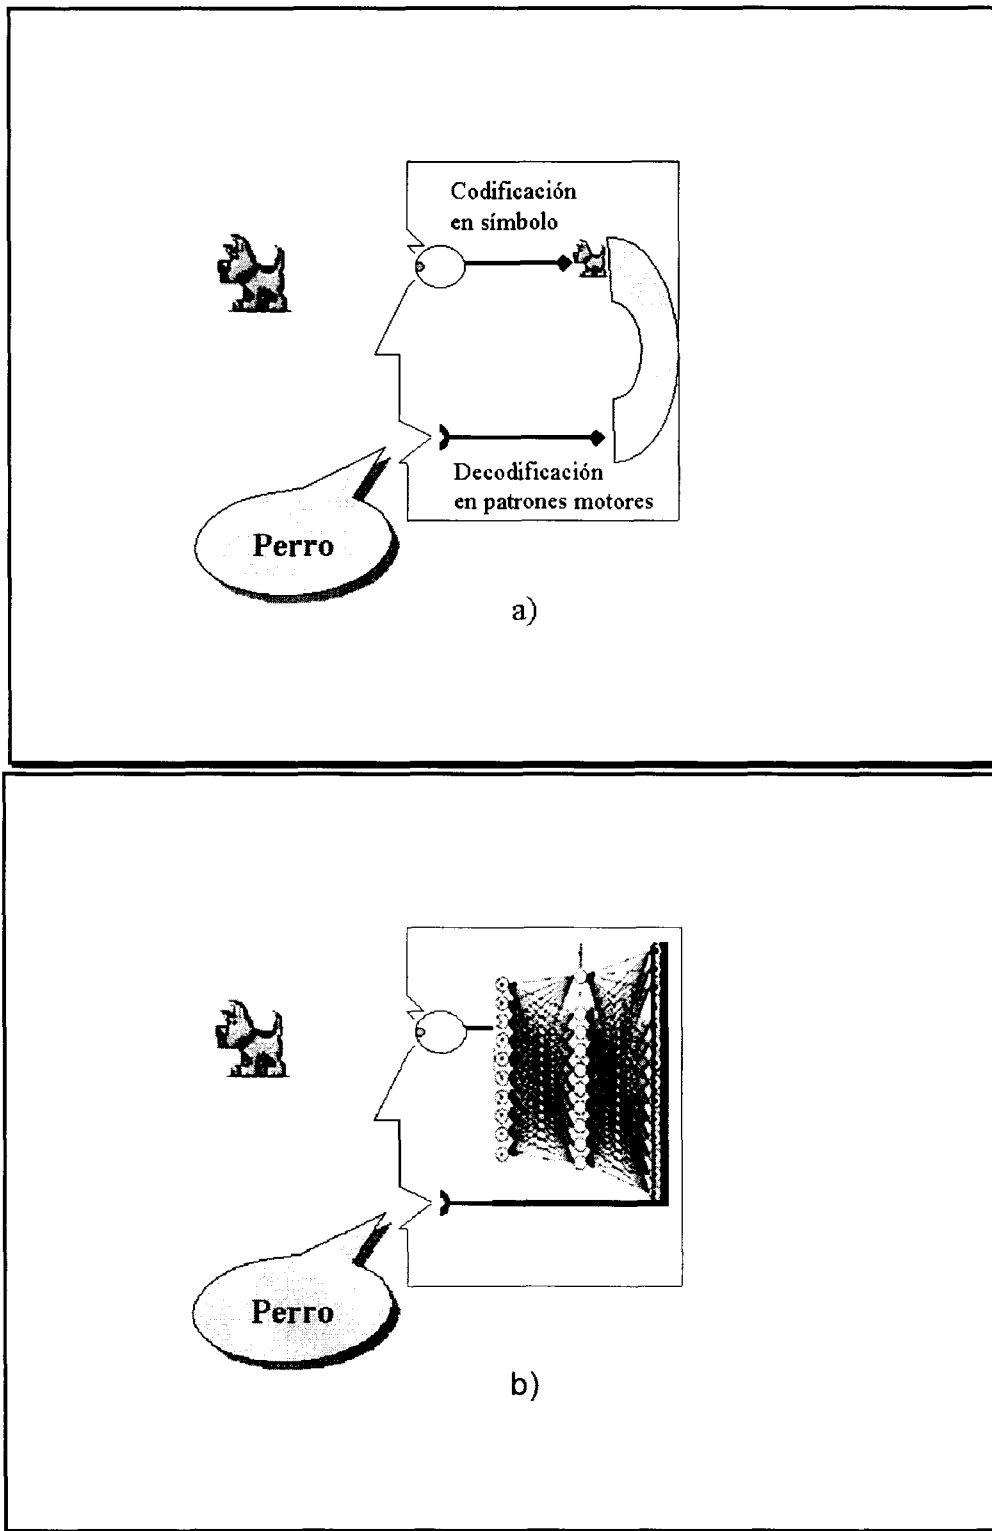 Codificación
en símbolo
Decodificación
en patrones motores
Perro
a)
Perro
b)